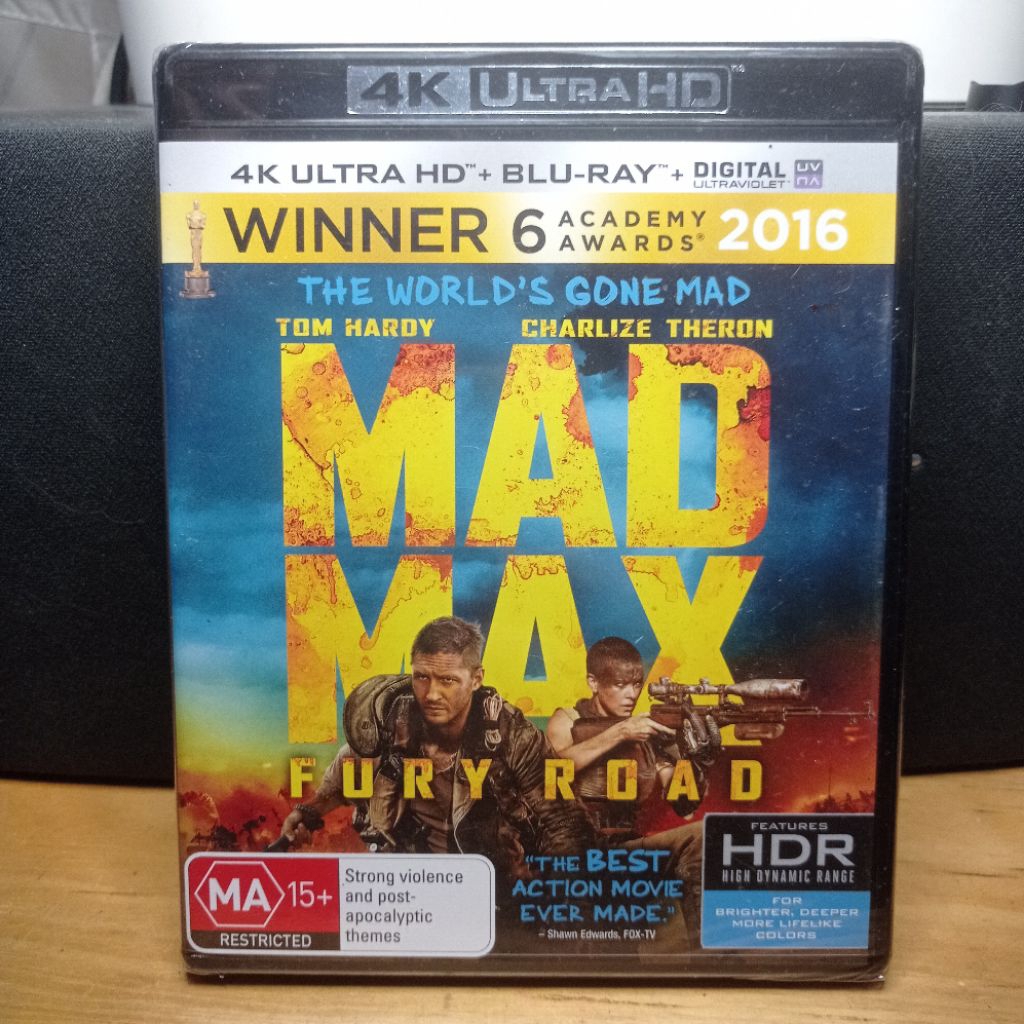 4K ULTRAHD™
4K ULTRA HD™ + BLU-RAY™ + DIGITAL ULTRAVIOLET UV
WINNER 6 ACADEMY AWARDS® 2016
THE WORLD'S GONE MAD
TOM HARDY CHARLIZE THERON
MAD
MAX
FURY ROAD
MA 15+
RESTRICTED
Strong violence
and post-
apocalyptic
themes
"THE BEST
ACTION MOVIE
EVER MADE."
– Shawn Edwards, FOX-TV
FEATURES
HDR
HIGH DYNAMIC RANGE
FOR
BRIGHTER, DEEPER
MORE LIFELIKE
COLORS